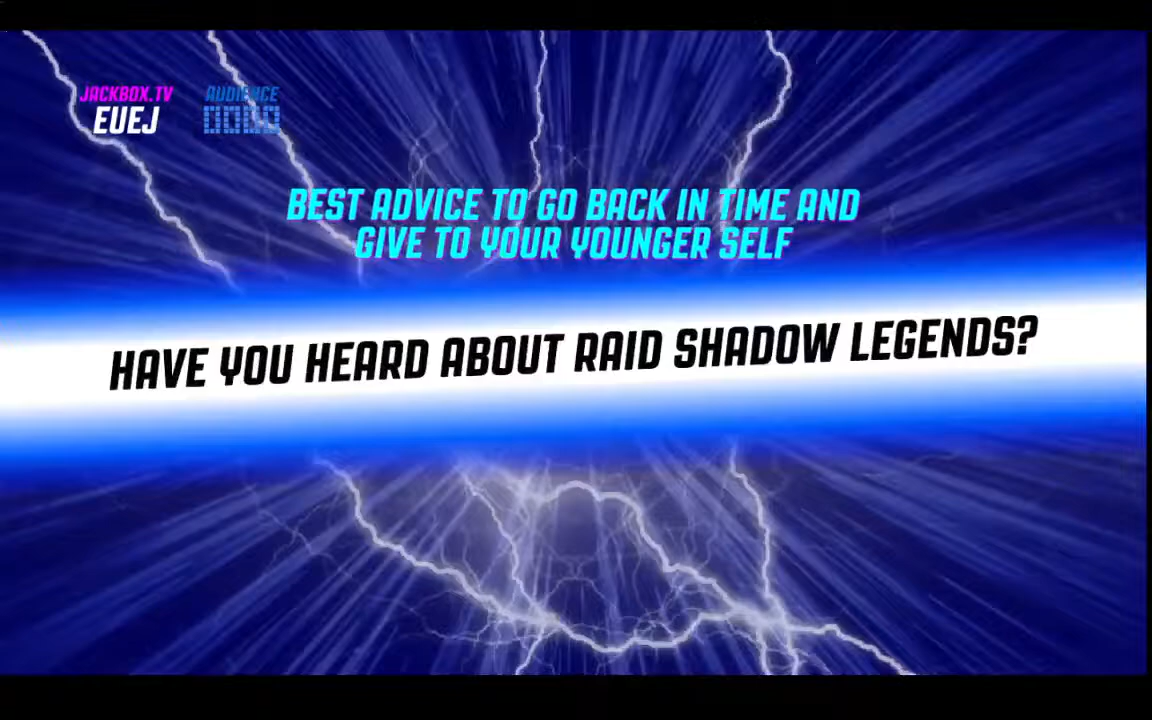 JACKBOX.TV
EUEJ
AUDIENCE
BEST ADVICE TO GO BACK IN TIME AND
GIVE TO YOUR YOUNGER SELF
HAVE YOU HEARD ABOUT RAID SHADOW LEGENDS?